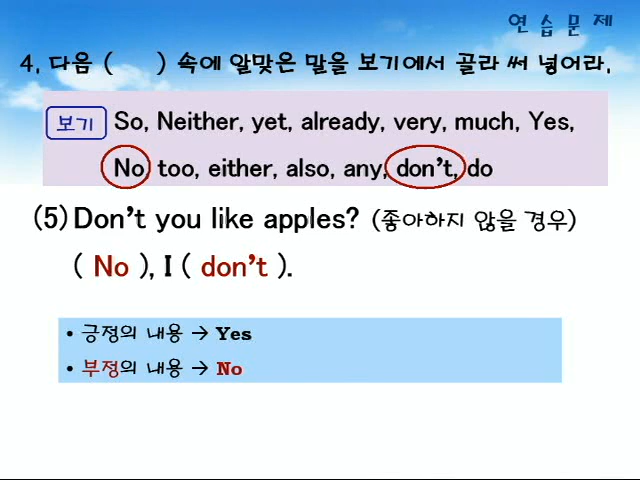 연 습 문 제
4. 다음 (    ) 속에 알맞은 말을 보기에서 골라 써 넣어라.
보기 So, Neither, yet, already, very, much, Yes,
No, too, either, also, any, don't, do
(5) Don't you like apples? (좋아하지 않을 경우)
( No ), I ( don't ).
• 긍정의 내용 → Yes
• 부정의 내용 → No